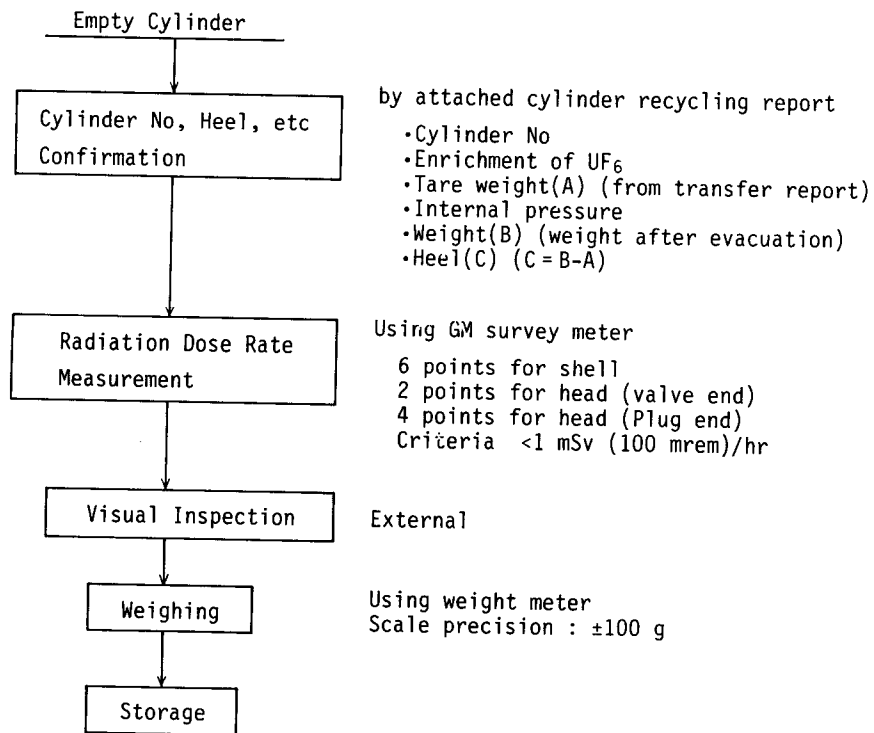 Empty Cylinder
Cylinder No, Heel, etc
Confirmation
by attached cylinder recycling report
・Cylinder No
・Enrichment of UF₆
・Tare weight(A) (from transfer report)
・Internal pressure
・Weight(B) (weight after evacuation)
・Heel(C) (C = B-A)
Radiation Dose Rate
Measurement
Using GM survey meter
6 points for shell
2 points for head (valve end)
4 points for head (Plug end)
Criteria <1 mSv (100 mrem)/hr
Visual Inspection
External
Weighing
Using weight meter
Scale precision : ±100 g
Storage